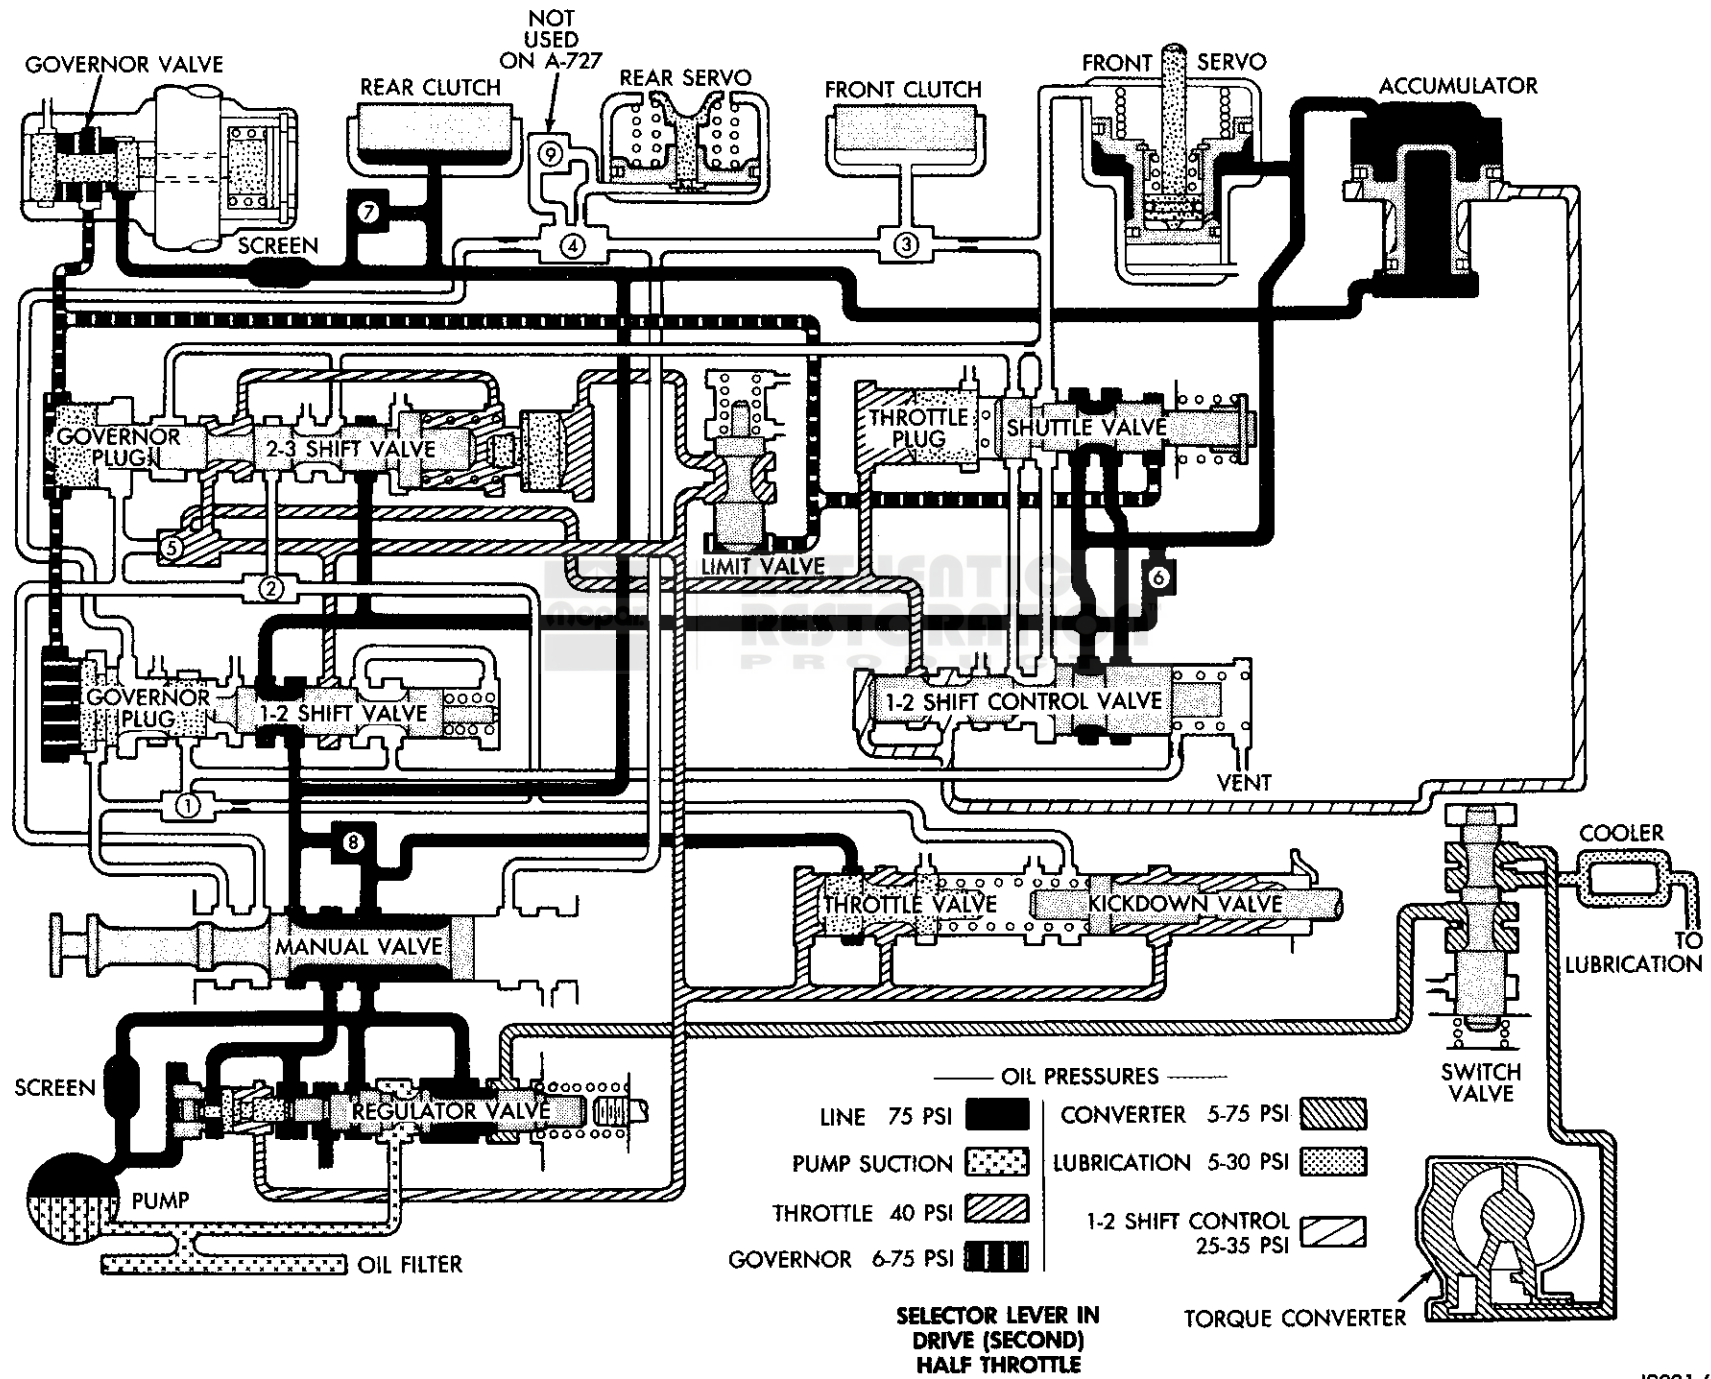 NOT
USED
ON A-727
GOVERNOR VALVE
REAR CLUTCH
REAR SERVO
FRONT CLUTCH
FRONT SERVO
ACCUMULATOR
9
7
SCREEN
4
3
GOVERNOR
PLUG
2-3 SHIFT VALVE
THROTTLE
PLUG
SHUTTLE VALVE
5
LIMIT VALVE
2
6
mopar
AUTHENTIC
RESTORATION
PRODUCT
GOVERNOR
PLUG
1-2 SHIFT VALVE
1-2 SHIFT CONTROL VALVE
VENT
1
8
COOLER
MANUAL VALVE
THROTTLE VALVE
KICKDOWN VALVE
TO
LUBRICATION
SCREEN
REGULATOR VALVE
SWITCH
VALVE
OIL PRESSURES
LINE 75 PSI
CONVERTER 5-75 PSI
PUMP SUCTION
LUBRICATION 5-30 PSI
PUMP
THROTTLE 40 PSI
1-2 SHIFT CONTROL
25-35 PSI
OIL FILTER
GOVERNOR 6-75 PSI
TORQUE CONVERTER
SELECTOR LEVER IN
DRIVE (SECOND)
HALF THROTTLE